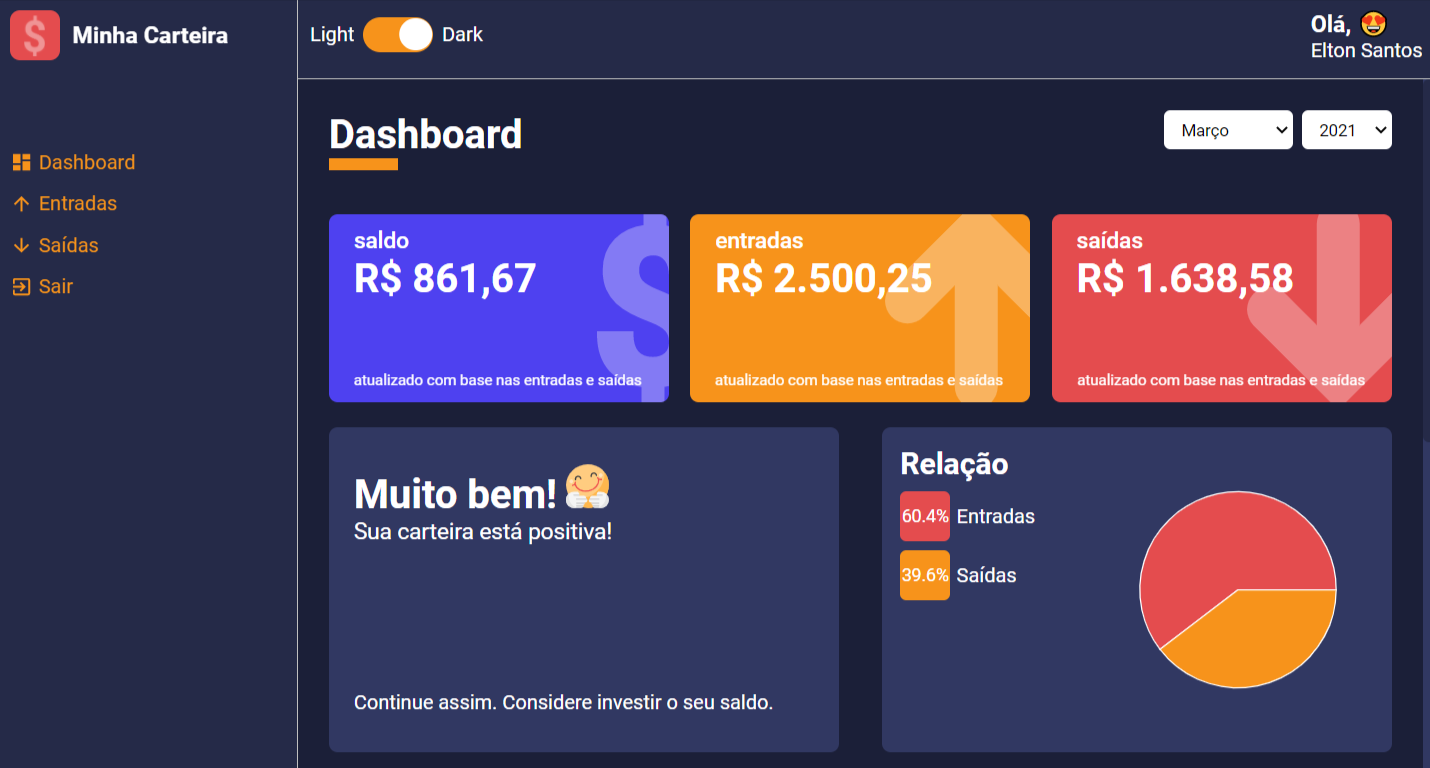 Minha Carteira
Light Dark
Olá, 😍
Elton Santos
Dashboard
Entradas
Saídas
Sair
Dashboard
Março
2021
saldo
R$ 861,67
atualizado com base nas entradas e saídas
entradas
R$ 2.500,25
atualizado com base nas entradas e saídas
saídas
R$ 1.638,58
atualizado com base nas entradas e saídas
Muito bem!
Sua carteira está positiva!
Continue assim. Considere investir o seu saldo.
Relação
60.4% Entradas
39.6% Saídas